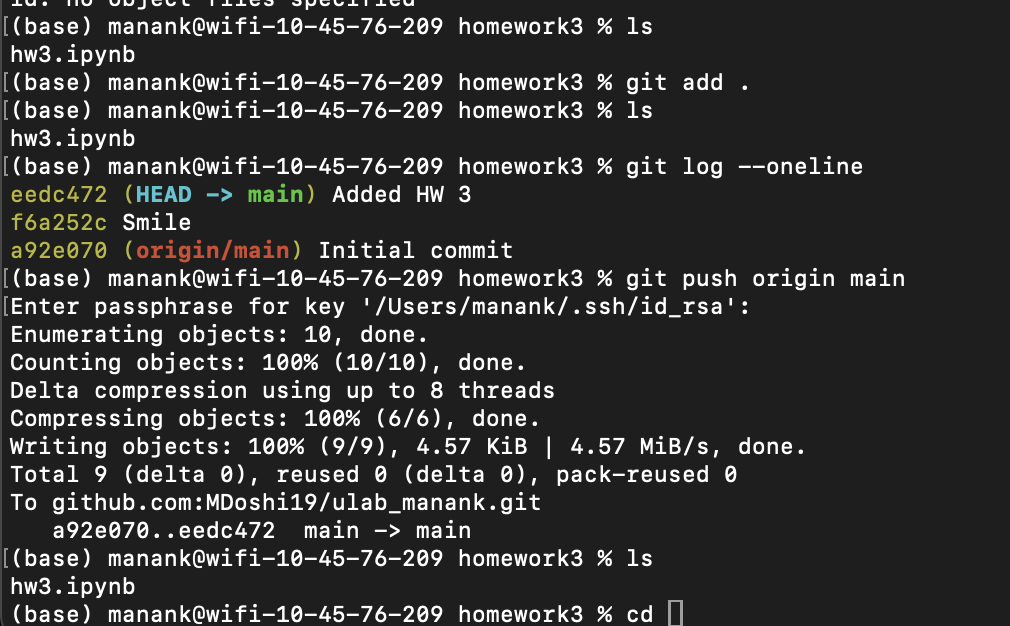 ld: no object files specified
[(base) manank@wifi-10-45-76-209 homework3 % ls
hw3.ipynb
[(base) manank@wifi-10-45-76-209 homework3 % git add .
[(base) manank@wifi-10-45-76-209 homework3 % ls
hw3.ipynb
[(base) manank@wifi-10-45-76-209 homework3 % git log --oneline
eedc472 (HEAD -> main) Added HW 3
f6a252c Smile
a92e070 (origin/main) Initial commit
[(base) manank@wifi-10-45-76-209 homework3 % git push origin main
[Enter passphrase for key '/Users/manank/.ssh/id_rsa':
Enumerating objects: 10, done.
Counting objects: 100% (10/10), done.
Delta compression using up to 8 threads
Compressing objects: 100% (6/6), done.
Writing objects: 100% (9/9), 4.57 KiB | 4.57 MiB/s, done.
Total 9 (delta 0), reused 0 (delta 0), pack-reused 0
To github.com:MDoshi19/ulab_manank.git
   a92e070..eedc472  main -> main
[(base) manank@wifi-10-45-76-209 homework3 % ls
hw3.ipynb
(base) manank@wifi-10-45-76-209 homework3 % cd